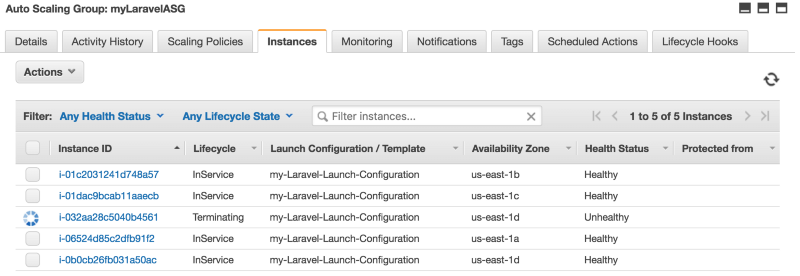 Auto Scaling Group: myLaravelASG
Details Activity History Scaling Policies Instances Monitoring Notifications Tags Scheduled Actions Lifecycle Hooks
Actions
Filter: Any Health Status Any Lifecycle State Filter instances... 1 to 5 of 5 Instances
Instance ID Lifecycle Launch Configuration / Template Availability Zone Health Status Protected from
i-01c2031241d748a57 InService my-Laravel-Launch-Configuration us-east-1b Healthy
i-01dac9bcab11aaecb InService my-Laravel-Launch-Configuration us-east-1c Healthy
i-032aa28c5040b4561 Terminating my-Laravel-Launch-Configuration us-east-1d Unhealthy
i-06524d85c2dfb91f2 InService my-Laravel-Launch-Configuration us-east-1a Healthy
i-0b0cb26fb031a50ac InService my-Laravel-Launch-Configuration us-east-1d Healthy